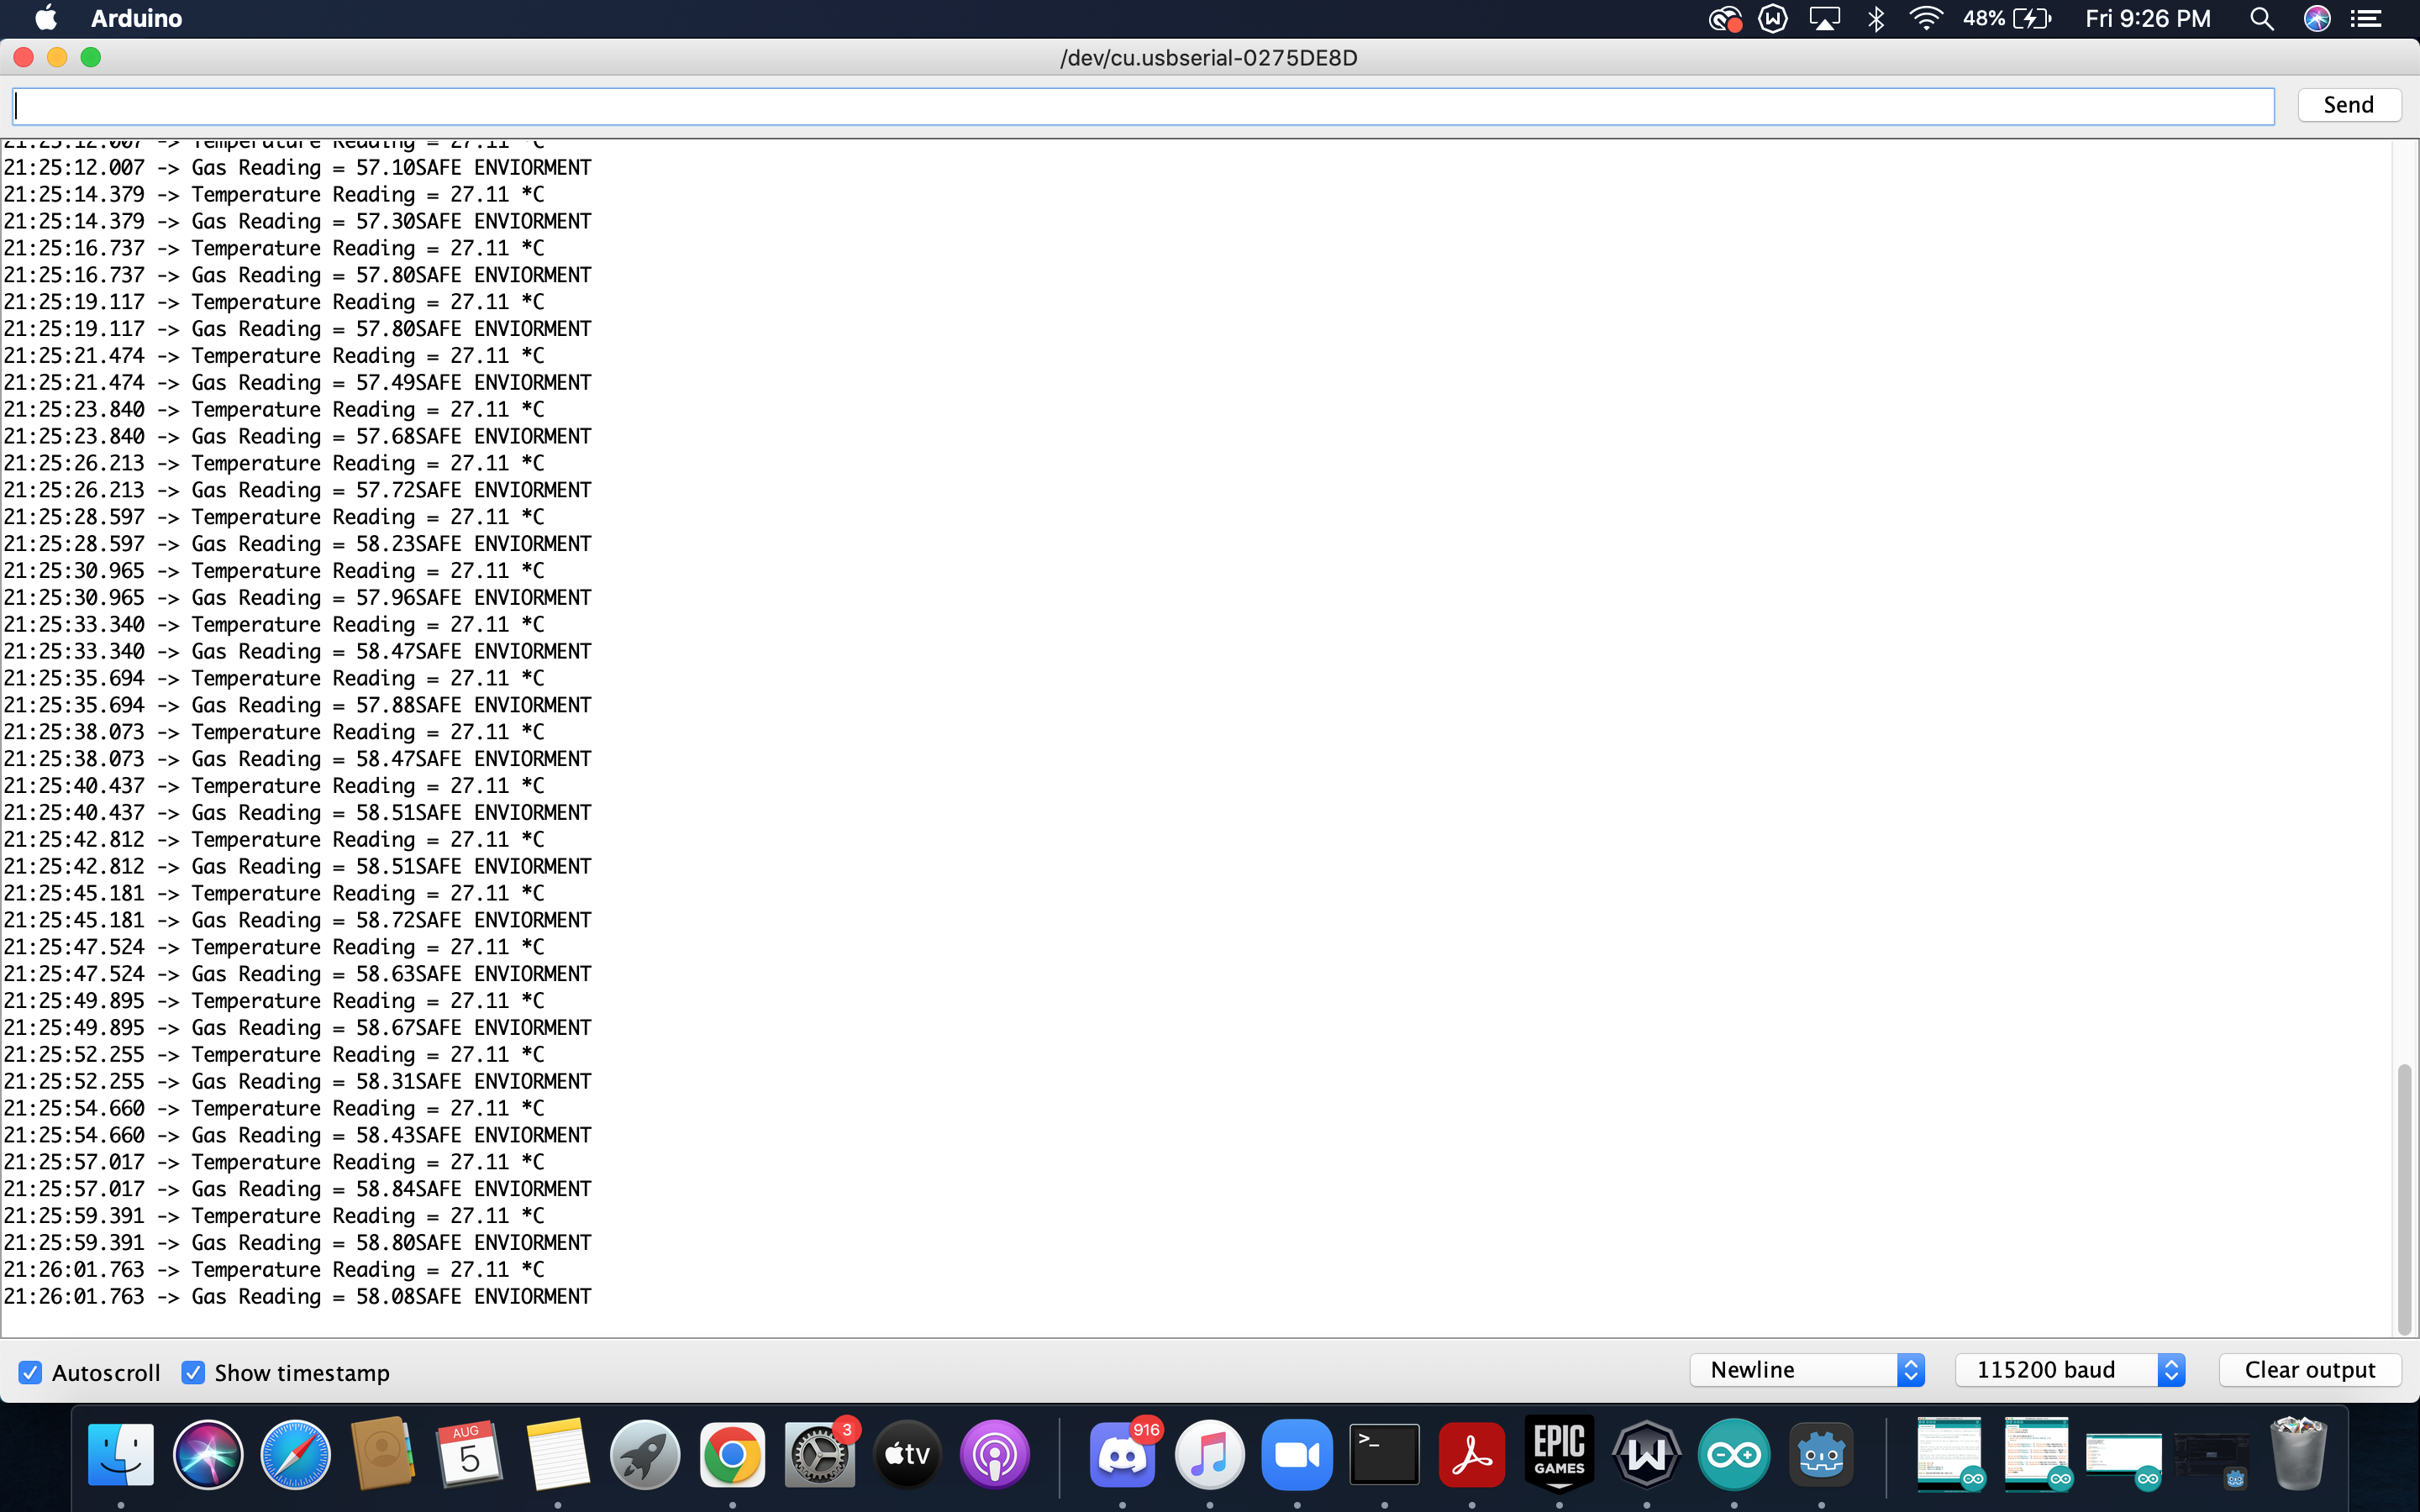 Arduino
48%
Fri 9:26 PM
/dev/cu.usbserial-0275DE8D
Send
21:25:12.007 -> Temperature Reading = 27.11 *C
21:25:12.007 -> Gas Reading = 57.10SAFE ENVIORMENT
21:25:14.379 -> Temperature Reading = 27.11 *C
21:25:14.379 -> Gas Reading = 57.30SAFE ENVIORMENT
21:25:16.737 -> Temperature Reading = 27.11 *C
21:25:16.737 -> Gas Reading = 57.80SAFE ENVIORMENT
21:25:19.117 -> Temperature Reading = 27.11 *C
21:25:19.117 -> Gas Reading = 57.80SAFE ENVIORMENT
21:25:21.474 -> Temperature Reading = 27.11 *C
21:25:21.474 -> Gas Reading = 57.49SAFE ENVIORMENT
21:25:23.840 -> Temperature Reading = 27.11 *C
21:25:23.840 -> Gas Reading = 57.68SAFE ENVIORMENT
21:25:26.213 -> Temperature Reading = 27.11 *C
21:25:26.213 -> Gas Reading = 57.72SAFE ENVIORMENT
21:25:28.597 -> Temperature Reading = 27.11 *C
21:25:28.597 -> Gas Reading = 58.23SAFE ENVIORMENT
21:25:30.965 -> Temperature Reading = 27.11 *C
21:25:30.965 -> Gas Reading = 57.96SAFE ENVIORMENT
21:25:33.340 -> Temperature Reading = 27.11 *C
21:25:33.340 -> Gas Reading = 58.47SAFE ENVIORMENT
21:25:35.694 -> Temperature Reading = 27.11 *C
21:25:35.694 -> Gas Reading = 57.88SAFE ENVIORMENT
21:25:38.073 -> Temperature Reading = 27.11 *C
21:25:38.073 -> Gas Reading = 58.47SAFE ENVIORMENT
21:25:40.437 -> Temperature Reading = 27.11 *C
21:25:40.437 -> Gas Reading = 58.51SAFE ENVIORMENT
21:25:42.812 -> Temperature Reading = 27.11 *C
21:25:42.812 -> Gas Reading = 58.51SAFE ENVIORMENT
21:25:45.181 -> Temperature Reading = 27.11 *C
21:25:45.181 -> Gas Reading = 58.72SAFE ENVIORMENT
21:25:47.524 -> Temperature Reading = 27.11 *C
21:25:47.524 -> Gas Reading = 58.63SAFE ENVIORMENT
21:25:49.895 -> Temperature Reading = 27.11 *C
21:25:49.895 -> Gas Reading = 58.67SAFE ENVIORMENT
21:25:52.255 -> Temperature Reading = 27.11 *C
21:25:52.255 -> Gas Reading = 58.31SAFE ENVIORMENT
21:25:54.660 -> Temperature Reading = 27.11 *C
21:25:54.660 -> Gas Reading = 58.43SAFE ENVIORMENT
21:25:57.017 -> Temperature Reading = 27.11 *C
21:25:57.017 -> Gas Reading = 58.84SAFE ENVIORMENT
21:25:59.391 -> Temperature Reading = 27.11 *C
21:25:59.391 -> Gas Reading = 58.80SAFE ENVIORMENT
21:26:01.763 -> Temperature Reading = 27.11 *C
21:26:01.763 -> Gas Reading = 58.08SAFE ENVIORMENT
Autoscroll
Show timestamp
Newline
115200 baud
Clear output
AUG
5
3
tv
916
>_
EPIC
GAMES
W